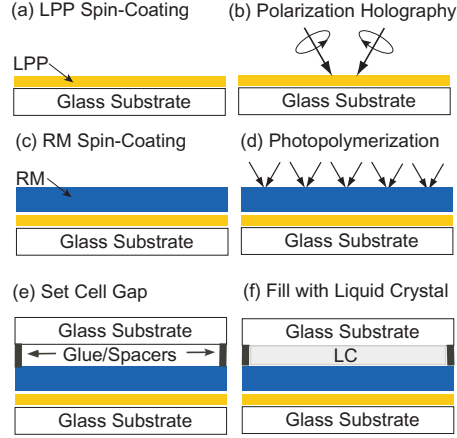 (a) LPP Spin-Coating
LPP
Glass Substrate
(b) Polarization Holography
Glass Substrate
(c) RM Spin-Coating
RM
Glass Substrate
(d) Photopolymerization
Glass Substrate
(e) Set Cell Gap
Glass Substrate
Glue/Spacers
Glass Substrate
(f) Fill with Liquid Crystal
Glass Substrate
LC
Glass Substrate